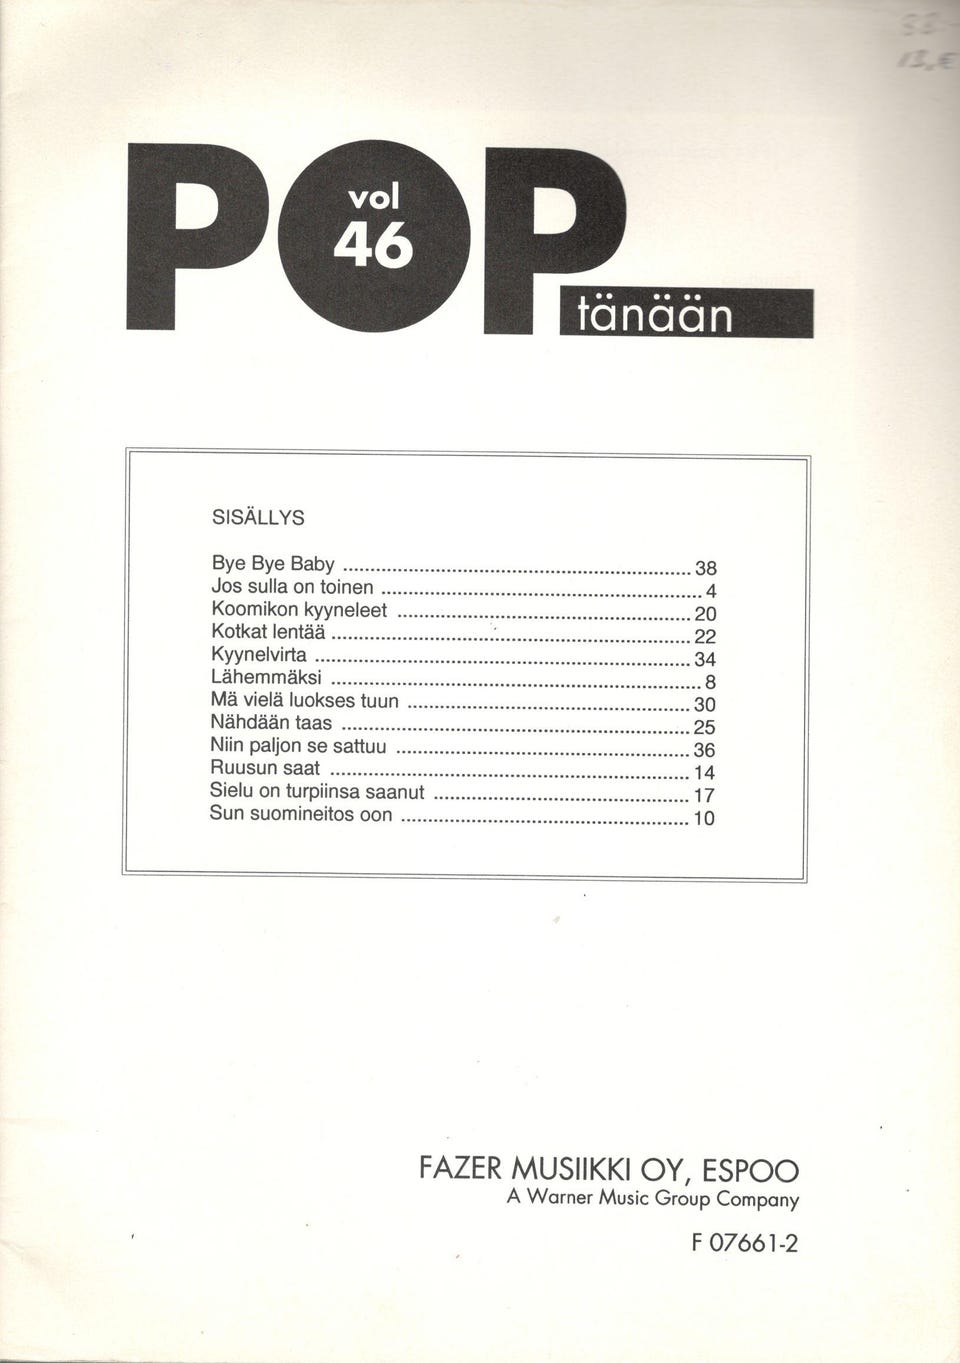 13,€
POP
vol
46
tänään
SISÄLLYS
Bye Bye Baby ........................................ 38
Jos sulla on toinen ........................................ 4
Koomikon kyyneleet ........................................ 20
Kotkat lentää ........................................ 22
Kyynelvirta ........................................ 34
Lähemmäksi ........................................ 8
Mä vielä luokses tuun ........................................ 30
Nähdään taas ........................................ 25
Niin paljon se sattuu ........................................ 36
Ruusun saat ........................................ 14
Sielu on turpiinsa saanut ........................................ 17
Sun suomineitos oon ........................................ 10
FAZER MUSIIKKI OY, ESPOO
A Warner Music Group Company
F 07661-2